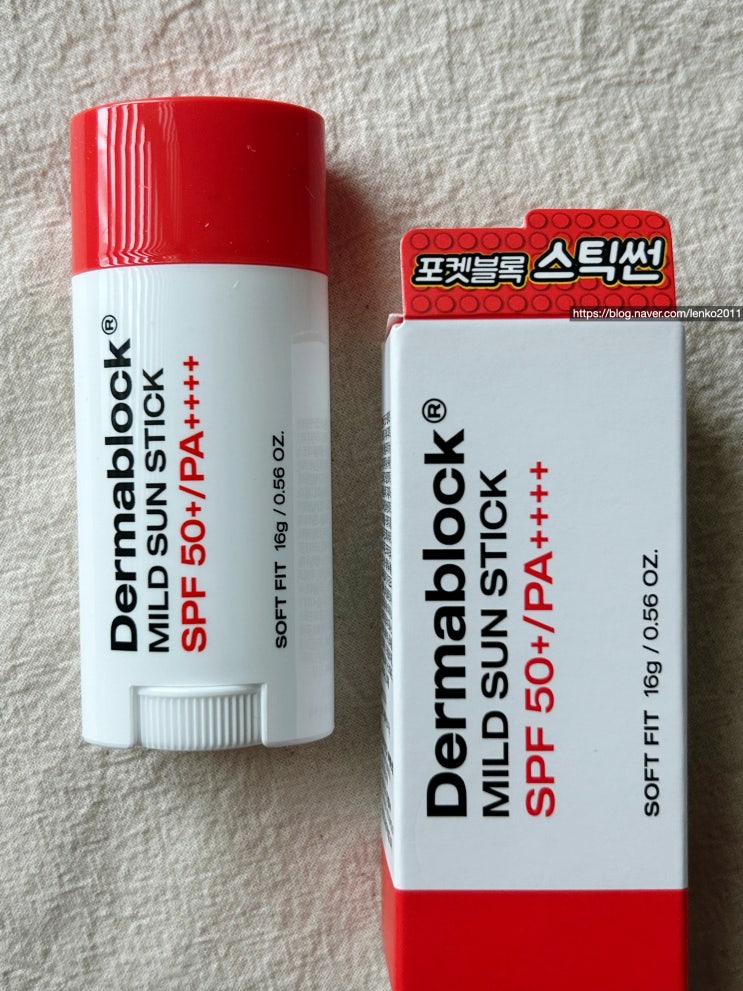 Dermablock®
MILD SUN STICK
SPF 50+/PA++++
SOFT FIT 16g / 0.56 OZ.
포켓블록 스틱썬
https://blog.naver.com/lenko2011
Dermablock®
MILD SUN STICK
SPF 50+/PA++++
SOFT FIT 16g / 0.56 OZ.